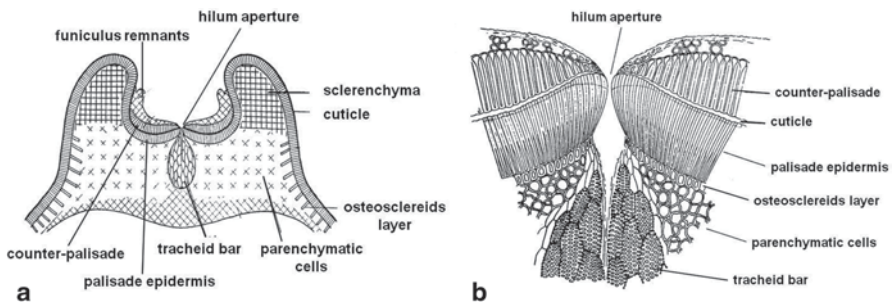 hilum aperture
funiculus remnants
sclerenchyma
cuticle
osteosclereids
layer
counter-palisade
tracheid bar
parenchymatic
cells
palisade epidermis
a
hilum aperture
counter-palisade
cuticle
palisade epidermis
osteosclereids layer
parenchymatic cells
tracheid bar
b